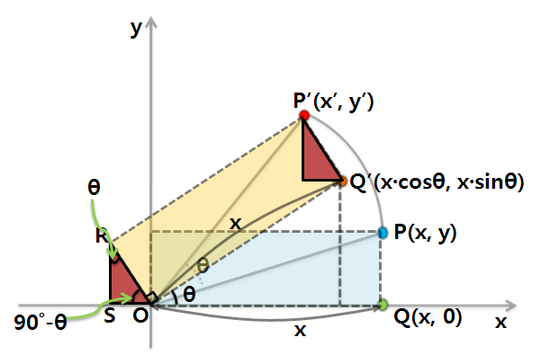 y
P′(x′, y′)
Q′(x·cosθ, x·sinθ)
θ
R
x
P(x, y)
θ
θ
S
O
Q(x, 0)
x
90˚-θ
x